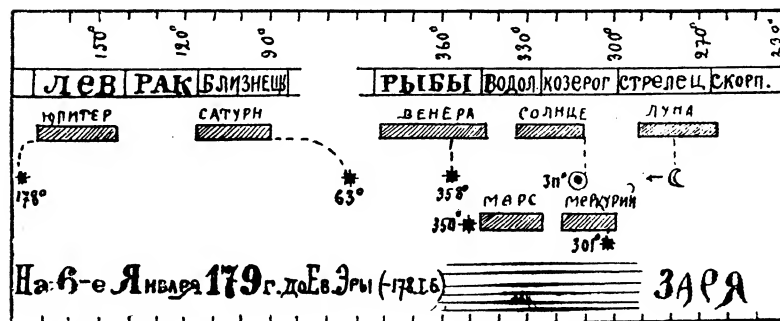 150° 120° 90° 360° 330° 300° 270° 230°
ЛЕВ РАК БЛИЗНЕЦЫ РЫБЫ ВОДОЛ КОЗЕРОГ СТРЕЛЕЦ СКОРП.
ЮПИТЕР САТУРН ВЕНЕРА СОЛНЦЕ ЛУНА
178° 63° 358° 311°
МАРС МЕРКУРИЙ
350°
301°
На 6-е Января 179 г. до Ев. Эры (-178.I.6) ЗАРЯ